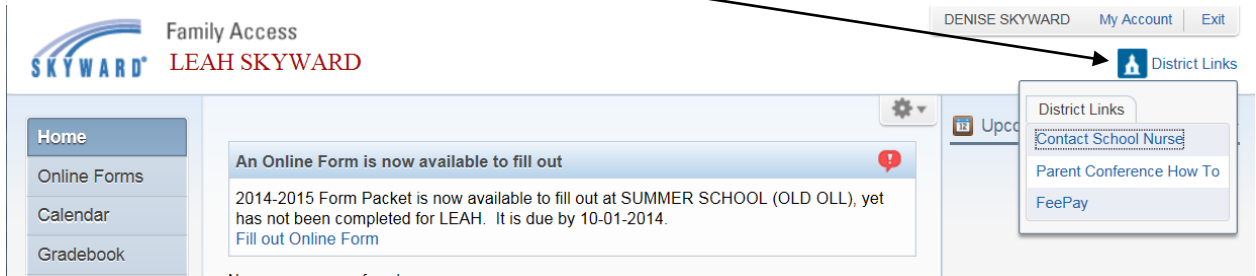 DENISE SKYWARD My Account Exit
Family Access
SKYWARD® LEAH SKYWARD
District Links
District Links
Contact School Nurse
Parent Conference How To
FeePay
Home
Online Forms
Calendar
Gradebook
12 Upco
An Online Form is now available to fill out
2014-2015 Form Packet is now available to fill out at SUMMER SCHOOL (OLD OLL), yet
has not been completed for LEAH. It is due by 10-01-2014.
Fill out Online Form